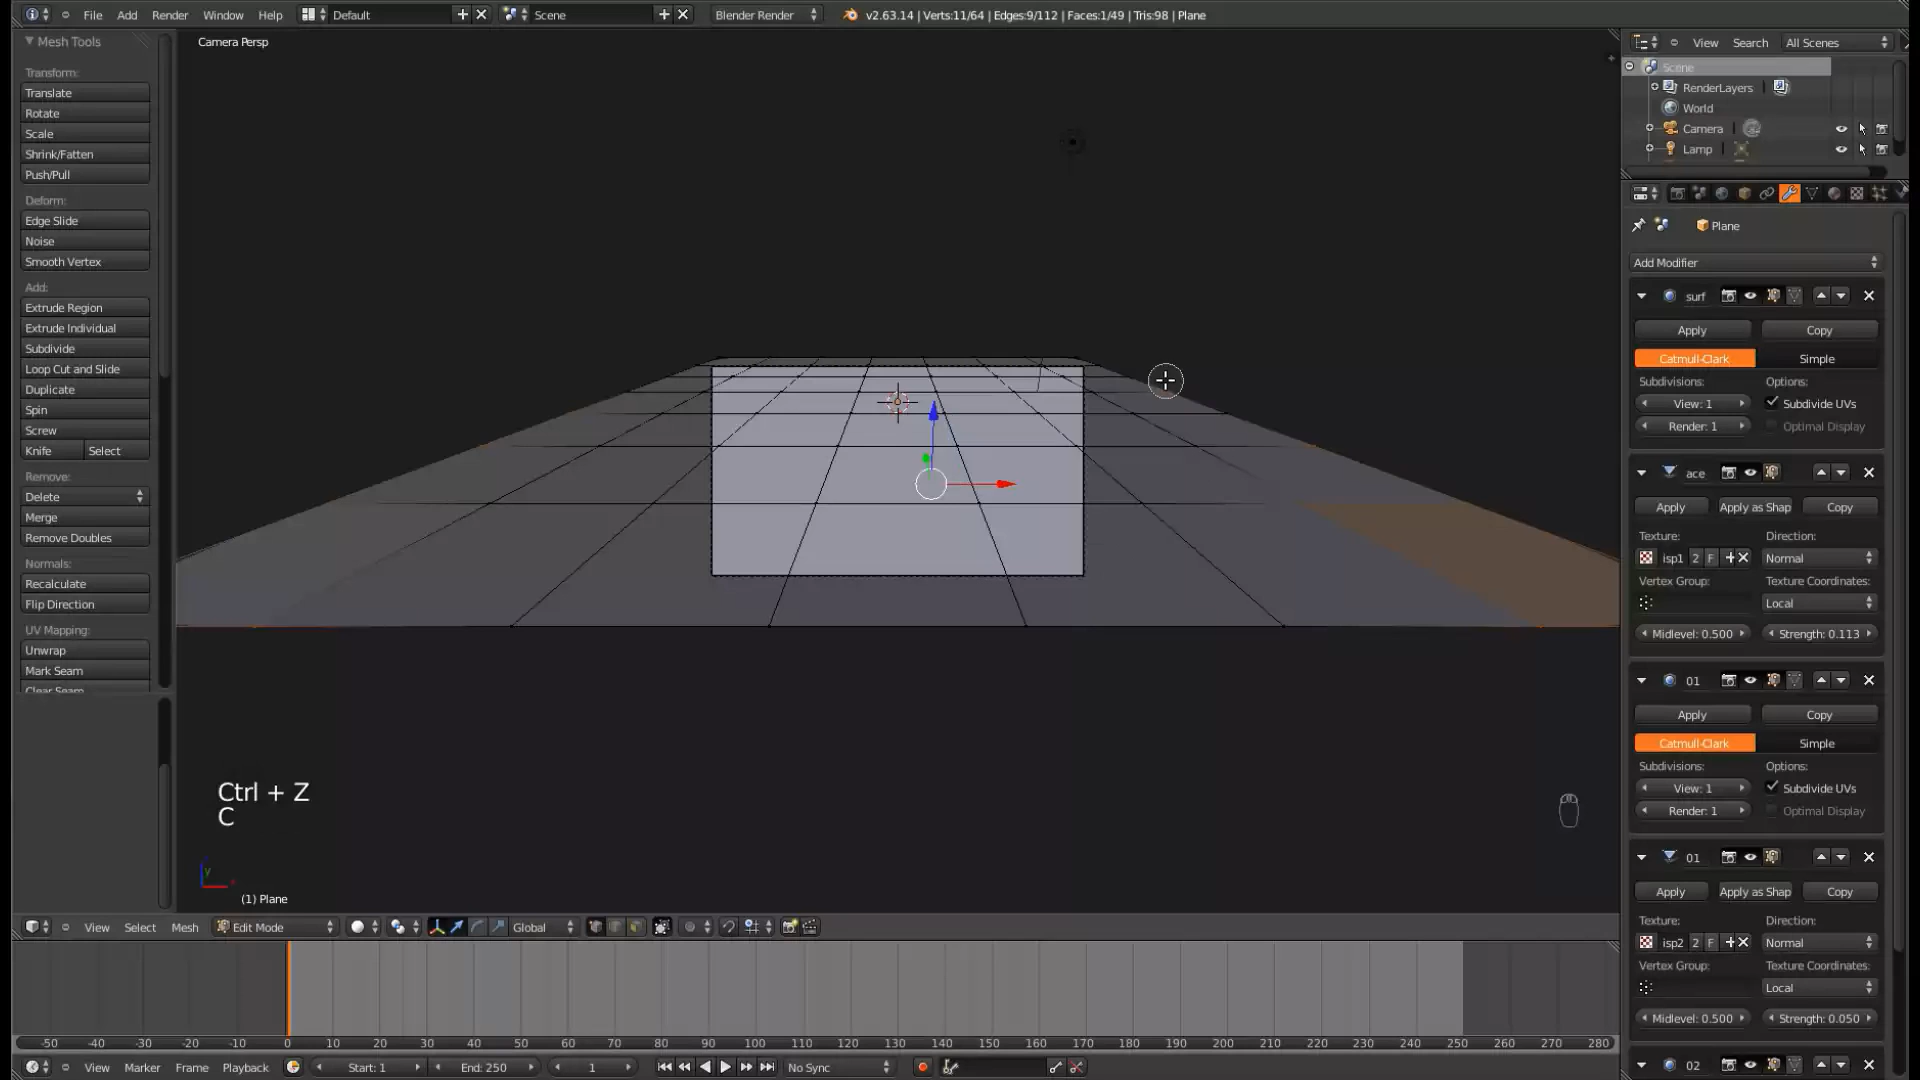 File Add Render Window Help Default Scene Blender Render v2.63.14 | Verts:11/64 | Edges:9/112 | Faces:1/49 | Tris:98 | Plane
Mesh Tools
Transform:
Translate
Rotate
Scale
Shrink/Fatten
Push/Pull
Deform:
Edge Slide
Noise
Smooth Vertex
Add:
Extrude Region
Extrude Individual
Subdivide
Loop Cut and Slide
Duplicate
Spin
Screw
Knife Select
Remove:
Delete
Merge
Remove Doubles
Normals:
Recalculate
Flip Direction
UV Mapping:
Unwrap
Mark Seam
Clear Seam
Camera Persp
Ctrl + Z
C
y
(1) Plane
View Select Mesh Edit Mode Global
-50 -40 -30 -20 -10 0 10 20 30 40 50 60 70 80 90 100 110 120 130 140 150 160 170 180 190 200 210 220 230 240 250 260 270 280
View Marker Frame Playback Start: 1 End: 250 1 No Sync
View Search All Scenes
Scene
RenderLayers
World
Camera
Lamp
Plane
Add Modifier
surf
Apply Copy
Catmull-Clark Simple
Subdivisions: Options:
View: 1 Subdivide UVs
Render: 1 Optimal Display
ace
Apply Apply as Shap Copy
Texture: Direction:
isp1 2 F Normal
Vertex Group: Texture Coordinates:
Local
Midlevel: 0.500 Strength: 0.113
01
Apply Copy
Catmull-Clark Simple
Subdivisions: Options:
View: 1 Subdivide UVs
Render: 1 Optimal Display
01
Apply Apply as Shap Copy
Texture: Direction:
isp2 2 F Normal
Vertex Group: Texture Coordinates:
Local
Midlevel: 0.500 Strength: 0.050
02